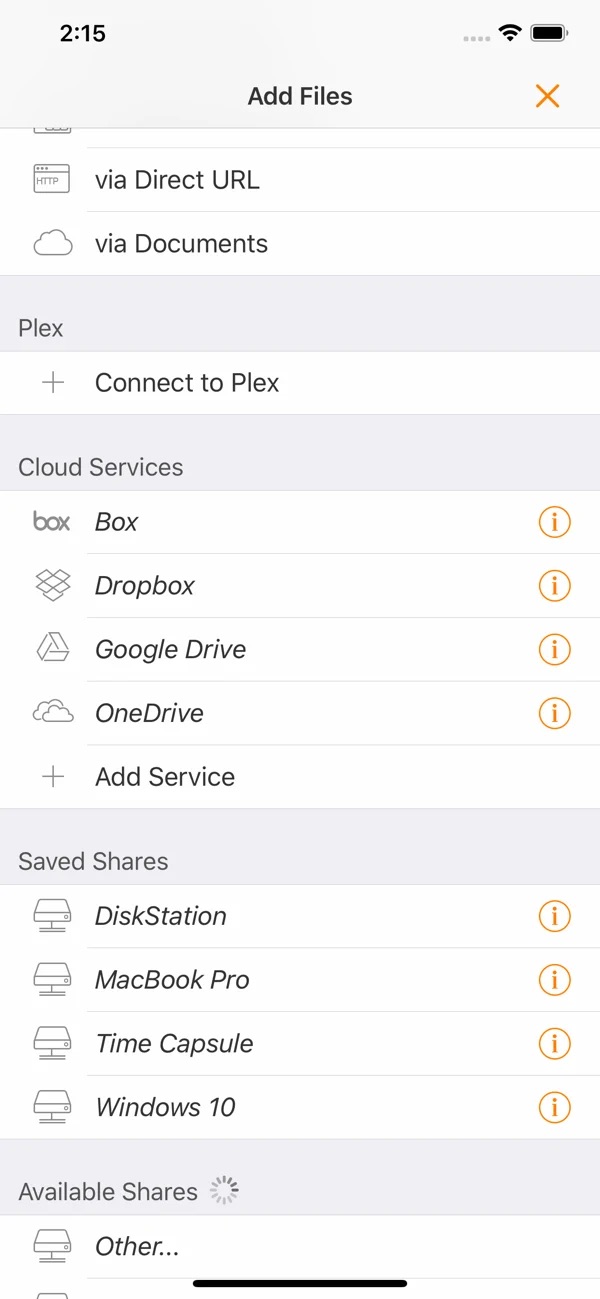 2:15
Add Files
HTTP
via Direct URL
via Documents
Plex
Connect to Plex
Cloud Services
box
Box
Dropbox
Google Drive
OneDrive
Add Service
Saved Shares
DiskStation
MacBook Pro
Time Capsule
Windows 10
Available Shares
Other...